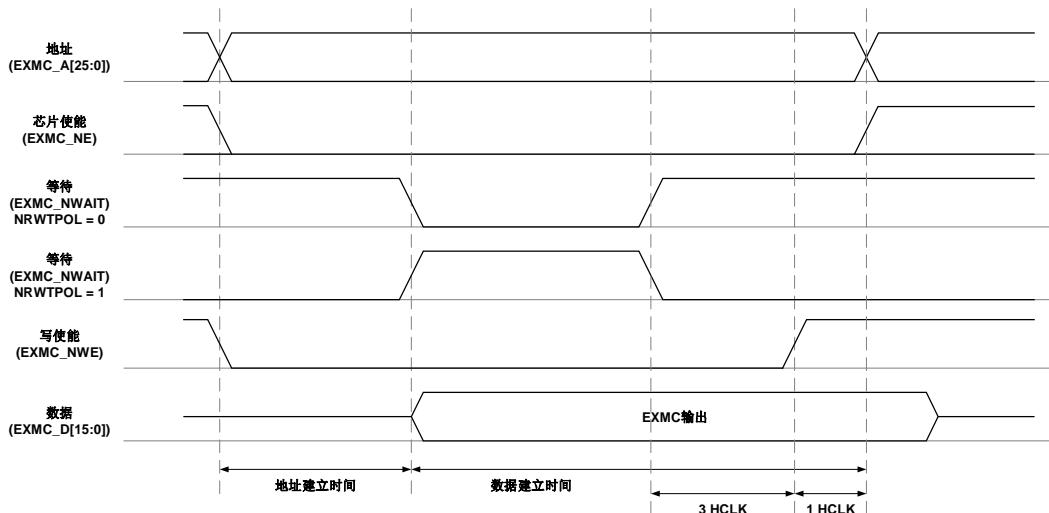 地址
(EXMC_A[25:0])
芯片使能
(EXMC_NE)
等待
(EXMC_NWAIT)
NRWTPOL = 0
等待
(EXMC_NWAIT)
NRWTPOL = 1
写使能
(EXMC_NWE)
数据
(EXMC_D[15:0])
EXMC输出
地址建立时间
数据建立时间
3 HCLK
1 HCLK